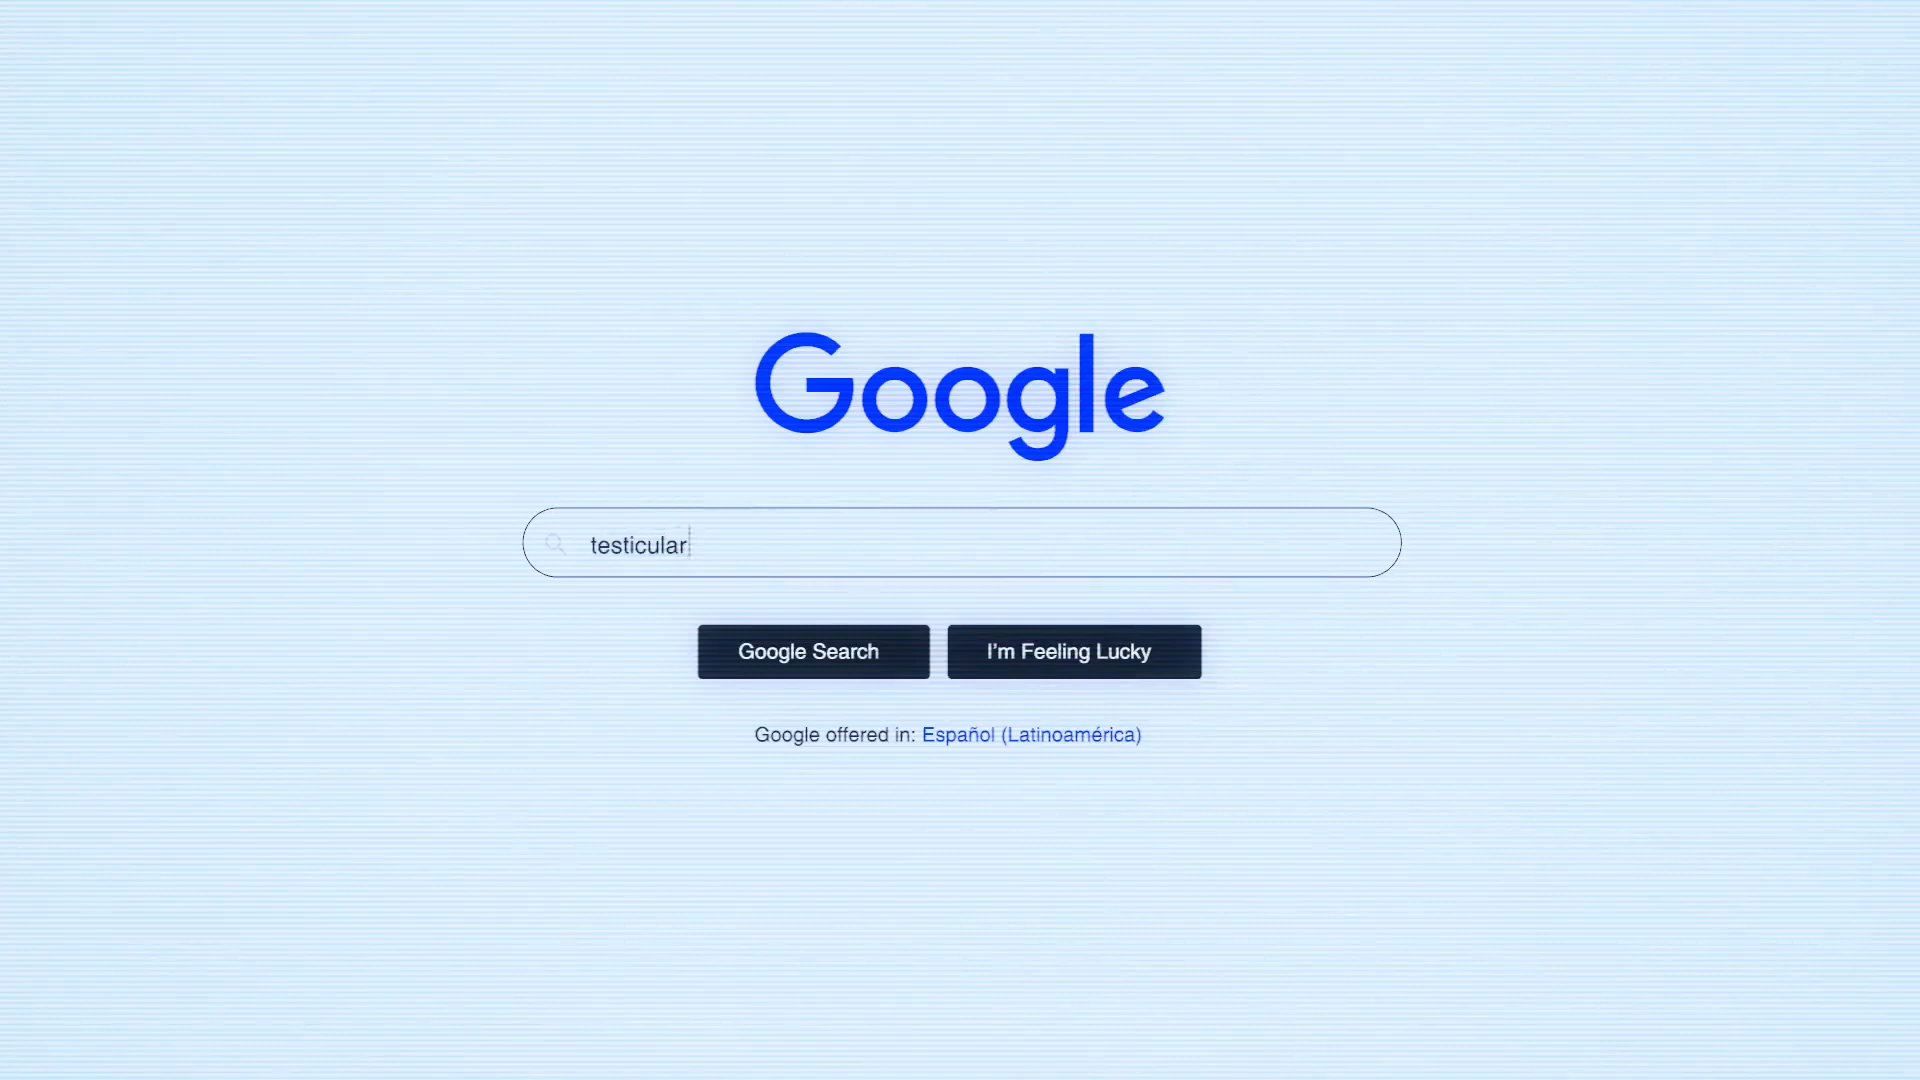 Google
testicular
Google Search
I'm Feeling Lucky
Google offered in: Español (Latinoamérica)